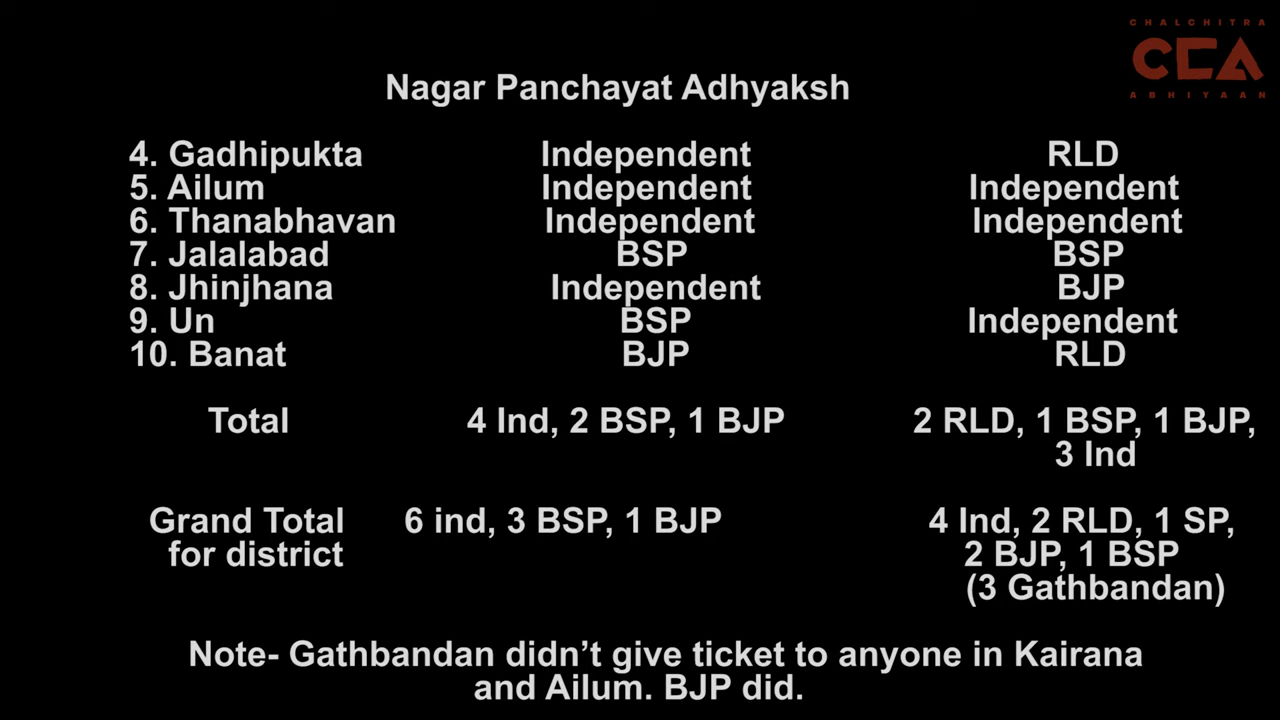 CHALCHITRA
CCA
ABHIYAAN
Nagar Panchayat Adhyaksh
4. Gadhipukta Independent RLD
5. Ailum Independent Independent
6. Thanabhavan Independent Independent
7. Jalalabad BSP BSP
8. Jhinjhana Independent BJP
9. Un BSP Independent
10. Banat BJP RLD
Total 4 Ind, 2 BSP, 1 BJP 2 RLD, 1 BSP, 1 BJP,
3 Ind
Grand Total 6 ind, 3 BSP, 1 BJP 4 Ind, 2 RLD, 1 SP,
for district 2 BJP, 1 BSP
(3 Gathbandan)
Note- Gathbandan didn’t give ticket to anyone in Kairana
and Ailum. BJP did.